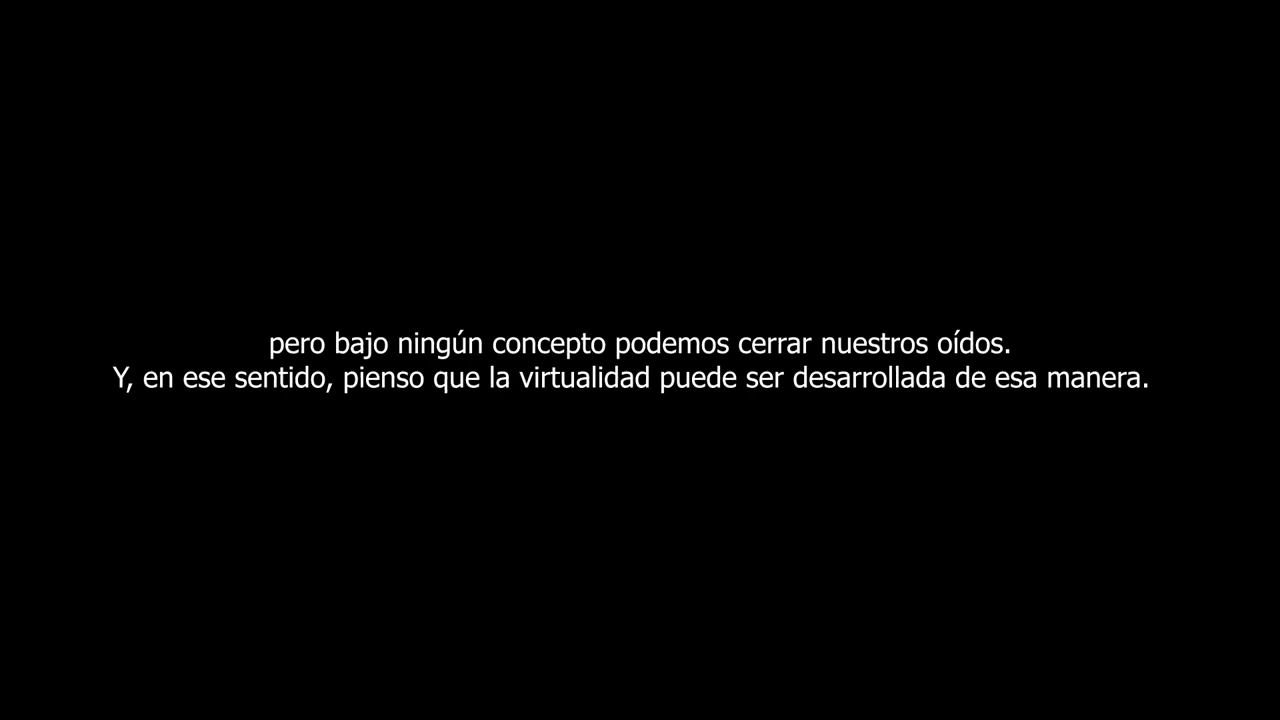 pero bajo ningún concepto podemos cerrar nuestros oídos.
Y, en ese sentido, pienso que la virtualidad puede ser desarrollada de esa manera.